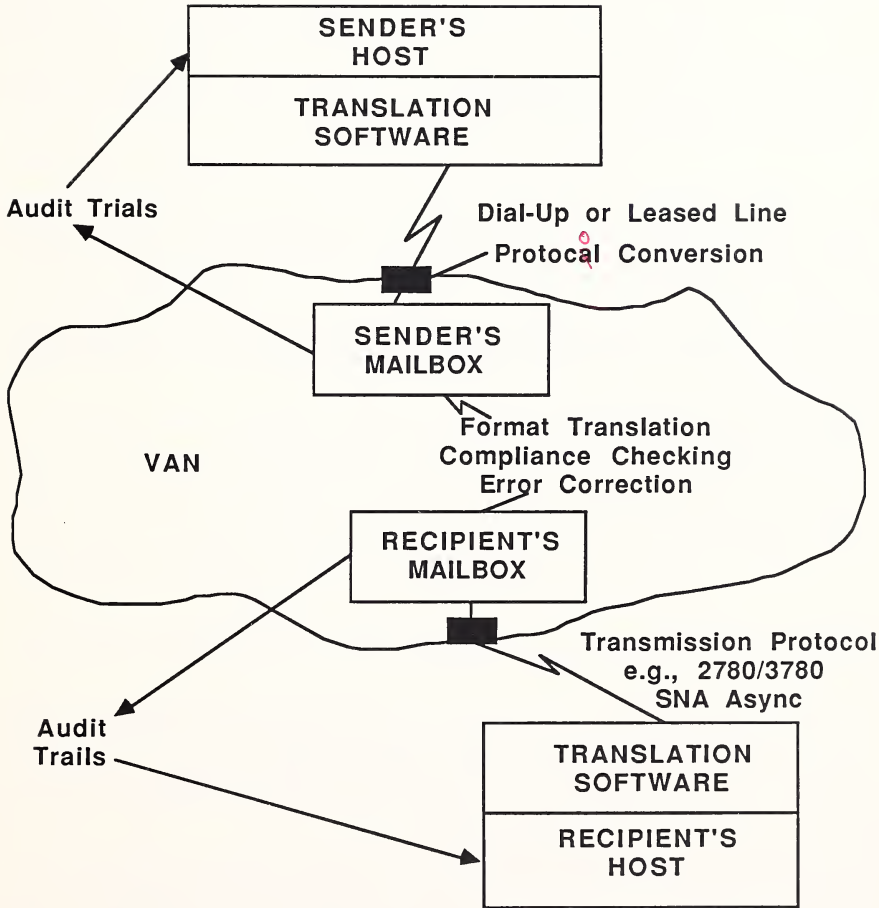 SENDER'S
HOST
TRANSLATION
SOFTWARE
Audit Trials
Dial-Up or Leased Line
o
Protocal Conversion
SENDER'S
MAILBOX
Format Translation
Compliance Checking
Error Correction
VAN
RECIPIENT'S
MAILBOX
Transmission Protocol
e.g., 2780/3780
SNA Async
Audit
Trails
TRANSLATION
SOFTWARE
RECIPIENT'S
HOST